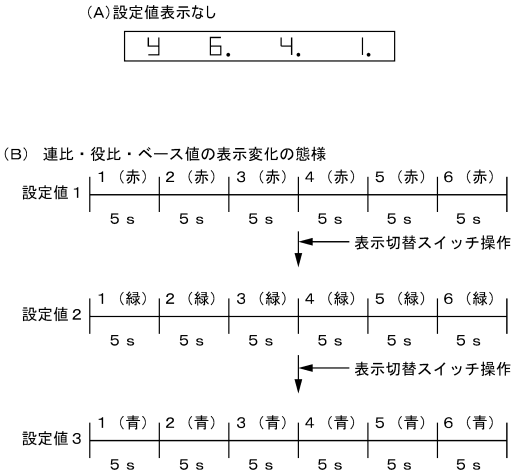 (A)設定値表示なし
y 6. 4. 1.
(B) 連比・役比・ベース値の表示変化の態様
設定値1 1(赤) 2(赤) 3(赤) 4(赤) 5(赤) 6(赤)
5s 5s 5s 5s 5s 5s
表示切替スイッチ操作
設定値2 1(緑) 2(緑) 3(緑) 4(緑) 5(緑) 6(緑)
5s 5s 5s 5s 5s 5s
表示切替スイッチ操作
設定値3 1(青) 2(青) 3(青) 4(青) 5(青) 6(青)
5s 5s 5s 5s 5s 5s